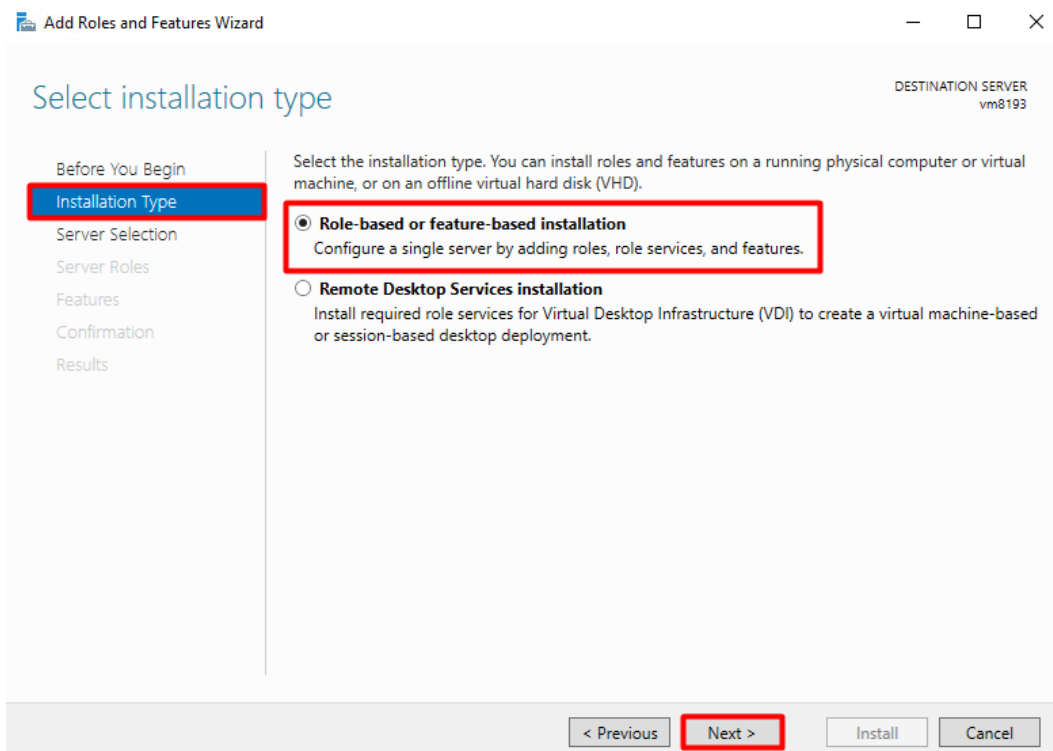 Add Roles and Features Wizard
Select installation type
DESTINATION SERVER
vm8193
Before You Begin
Installation Type
Server Selection
Server Roles
Features
Confirmation
Results
Select the installation type. You can install roles and features on a running physical computer or virtual
machine, or on an offline virtual hard disk (VHD).
Role-based or feature-based installation
Configure a single server by adding roles, role services, and features.
Remote Desktop Services installation
Install required role services for Virtual Desktop Infrastructure (VDI) to create a virtual machine-based
or session-based desktop deployment.
< Previous
Next >
Install
Cancel